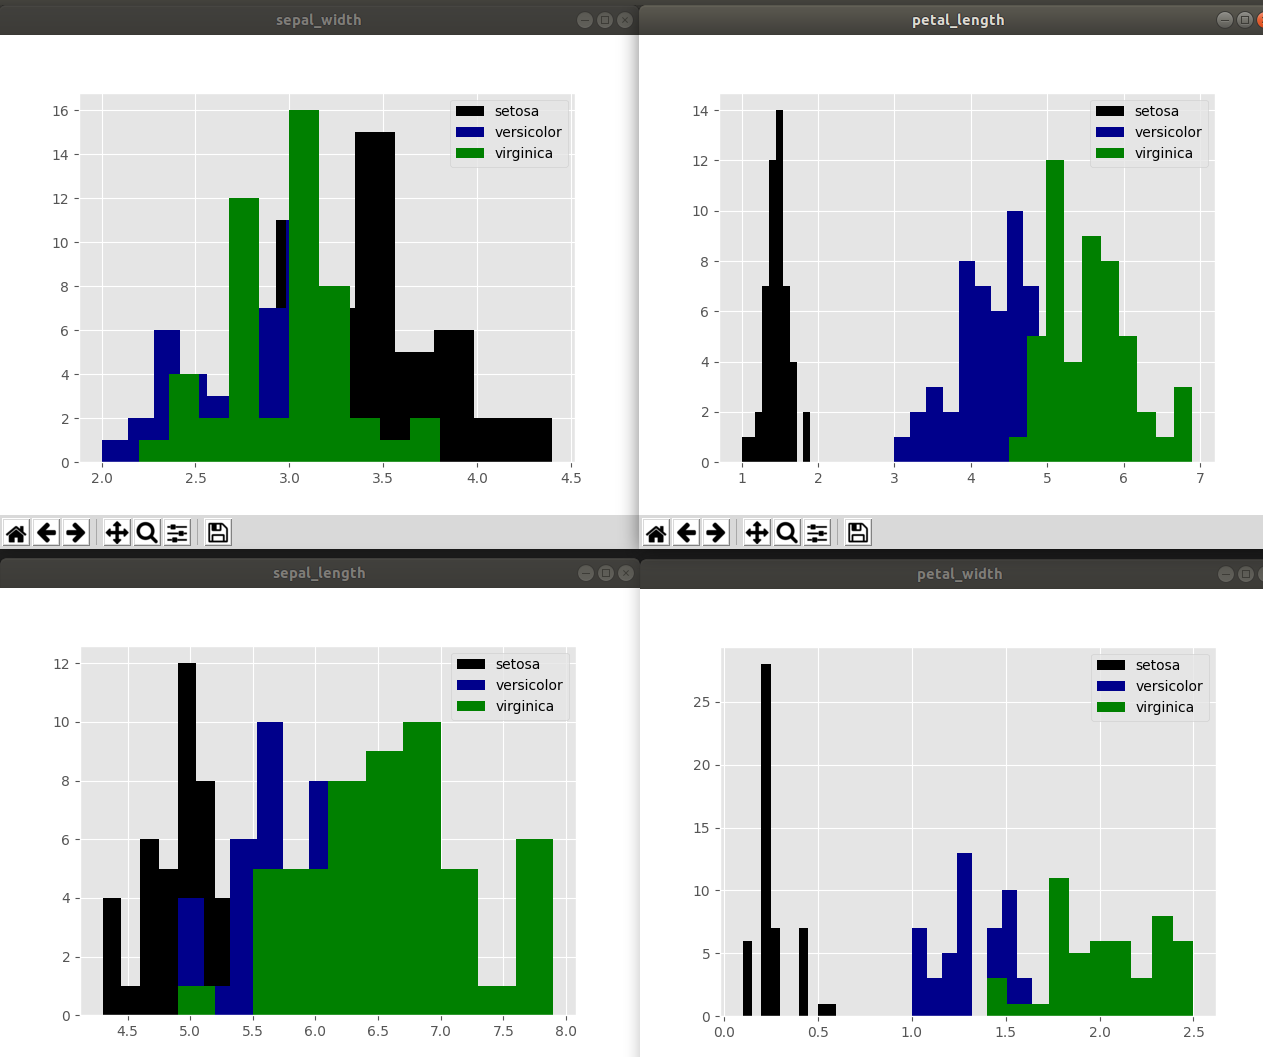 sepal_width
16
14
12
10
8
6
4
2
0
2.0 2.5 3.0 3.5 4.0 4.5
setosa
versicolor
virginica
petal_length
14
12
10
8
6
4
2
0
1 2 3 4 5 6 7
setosa
versicolor
virginica
sepal_length
12
10
8
6
4
2
0
4.5 5.0 5.5 6.0 6.5 7.0 7.5 8.0
setosa
versicolor
virginica
petal_width
25
20
15
10
5
0
0.0 0.5 1.0 1.5 2.0 2.5
setosa
versicolor
virginica